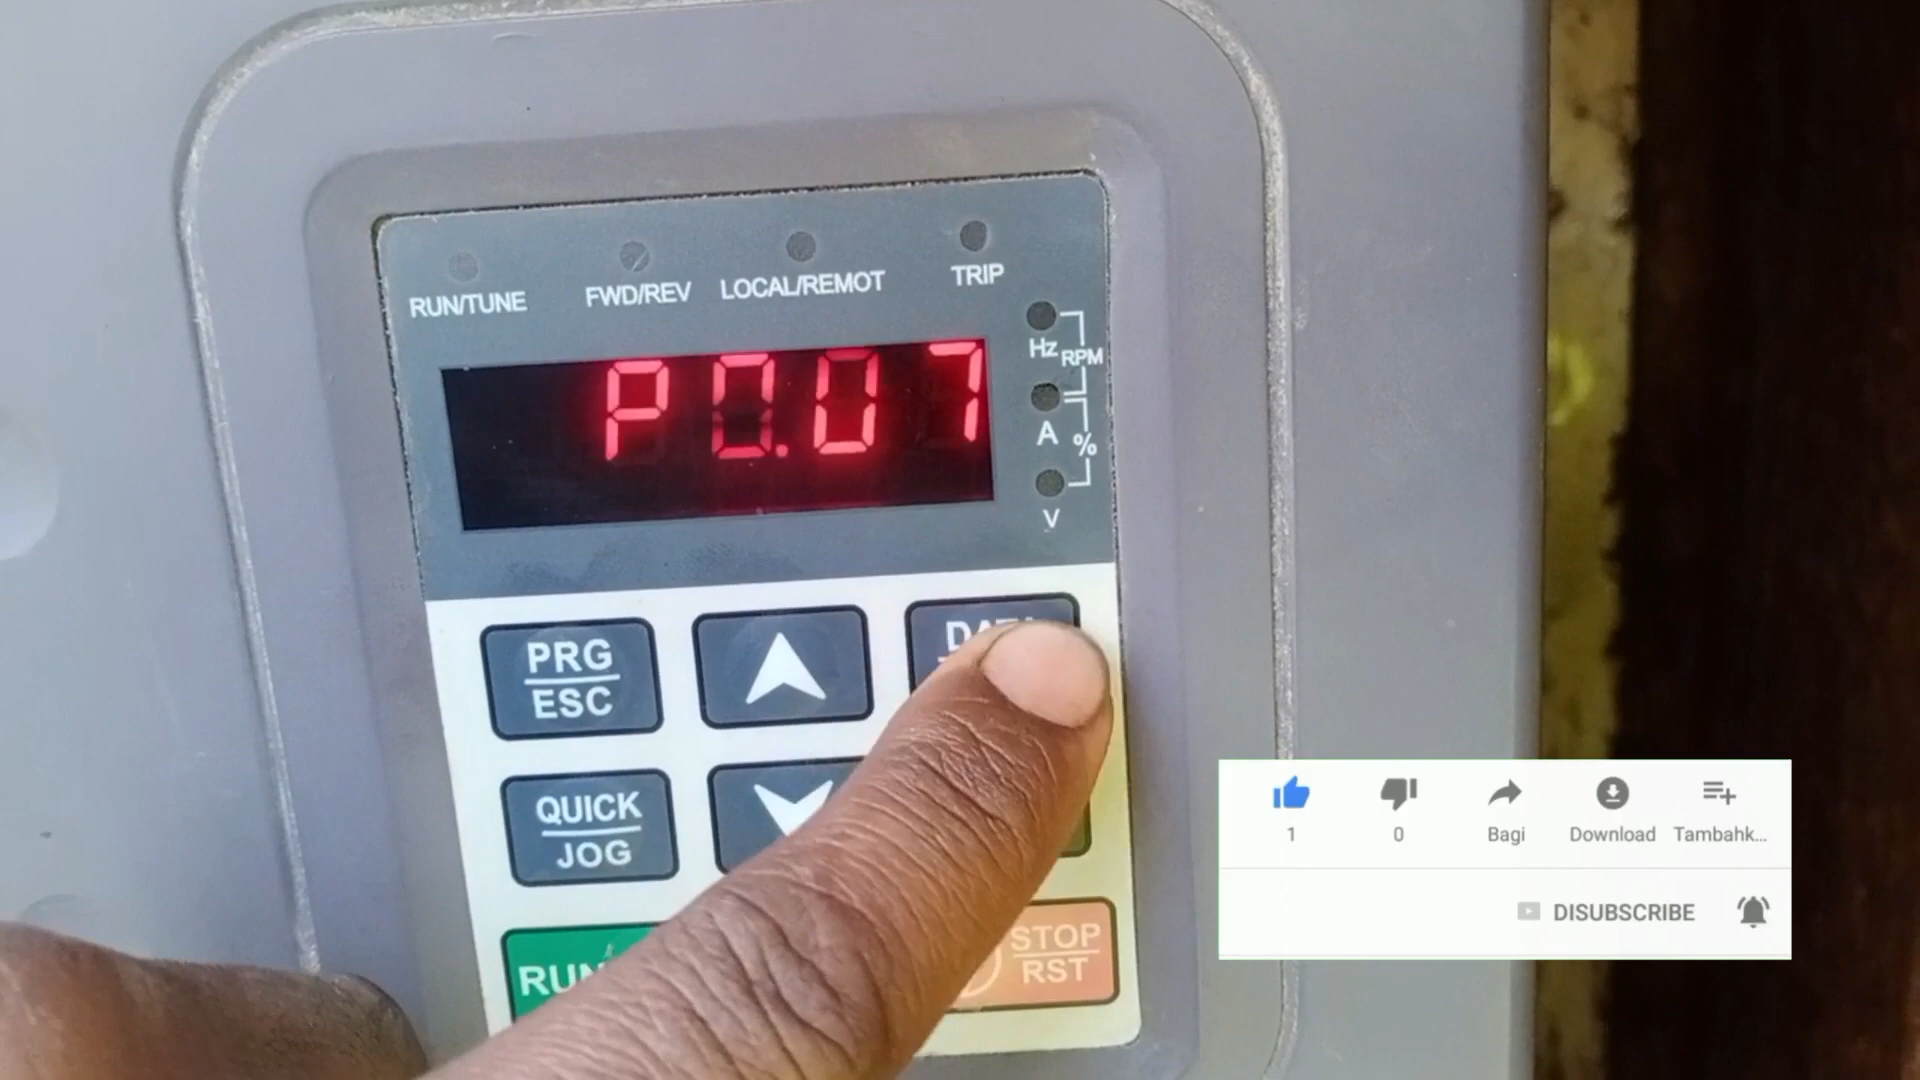 RUN/TUNE FWD/REV LOCAL/REMOT TRIP
Hz
RPM
A
%
V
P0.07
PRG
ESC
QUICK
JOG
RUN
STOP
RST
1 0 Bagi Download Tambahk...
DISUBSCRIBE